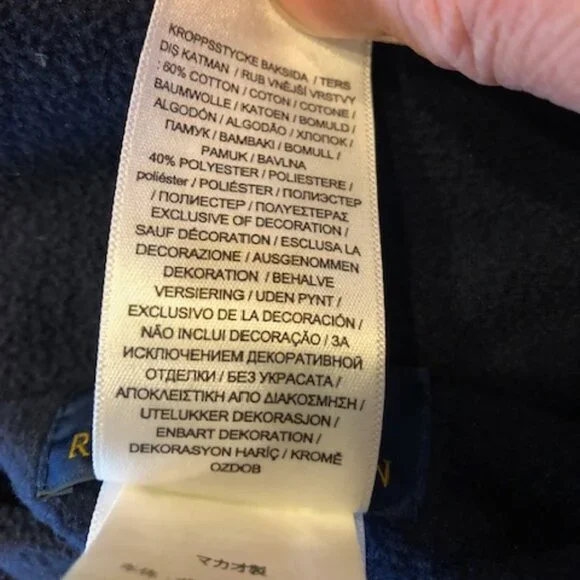 KROPPSSTYCKE BAKSIDA / TERS
DIŞ KATMAN / RUB VNĚJŠÍ VRSTVY
: 60% COTTON / COTON / COTONE /
BAUMWOLLE / KATOEN / BOMULD /
ALGODÓN / ALGODÃO / ХЛОПОК /
ПАМУК / BAMBAKI / BOMULL /
PAMUK / BAVLNA
40% POLYESTER / POLIESTERE /
poliéster / POLIÉSTER / ПОЛИЭСТЕР
/ ПОЛИЕСТЕР / ΠΟΛΥΕΣΤΕΡΑΣ
EXCLUSIVE OF DECORATION /
SAUF DÉCORATION / ESCLUSA LA
DECORAZIONE / AUSGENOMMEN
DEKORATION / BEHALVE
VERSIERING / UDEN PYNT /
EXCLUSIVO DE LA DECORACIÓN /
NÃO INCLUI DECORAÇÃO / ЗА
ИСКЛЮЧЕНИЕМ ДЕКОРАТИВНОЙ
ОТДЕЛКИ / БЕЗ УКРАСАТА /
ΑΠΟΚΛΕΙΣΤΙΚΗ ΑΠΟ ΔΙΑΚΟΣΜΗΣΗ /
UTELUKKER DEKORASJON /
ENBART DEKORATION /
DEKORASYON HARİÇ / KROMĚ
OZDOB
R N
マカオ製